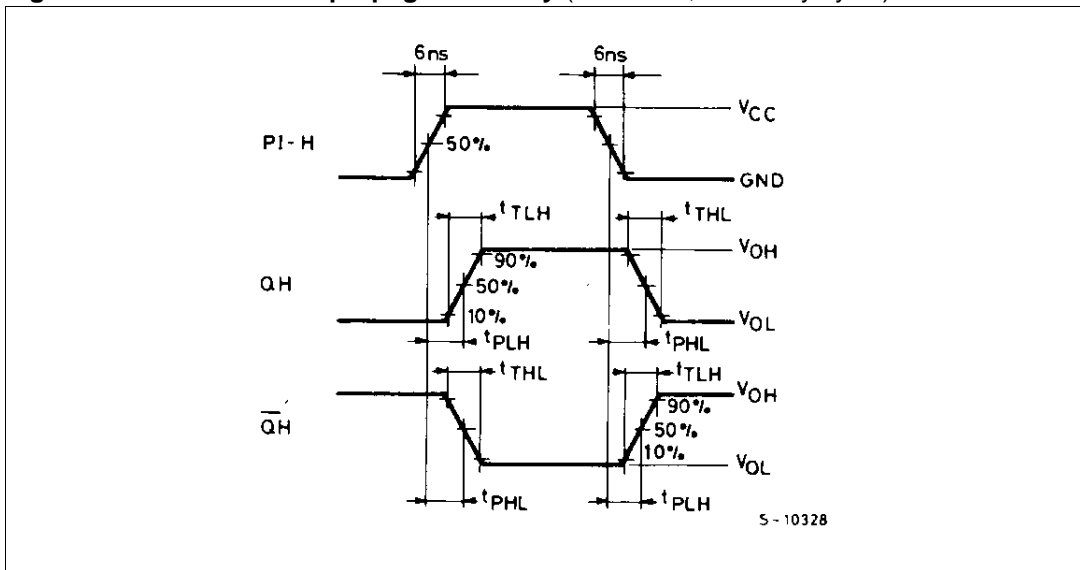 6ns 6ns
VCC
PI-H 50%
GND
tTLH tTHL
VOH
90%
QH 50%
10% VOL
tPLH tPHL
tTHL tTLH
VOH
90%
QH 50%
10%
VOL
tPHL tPLH
S-10328